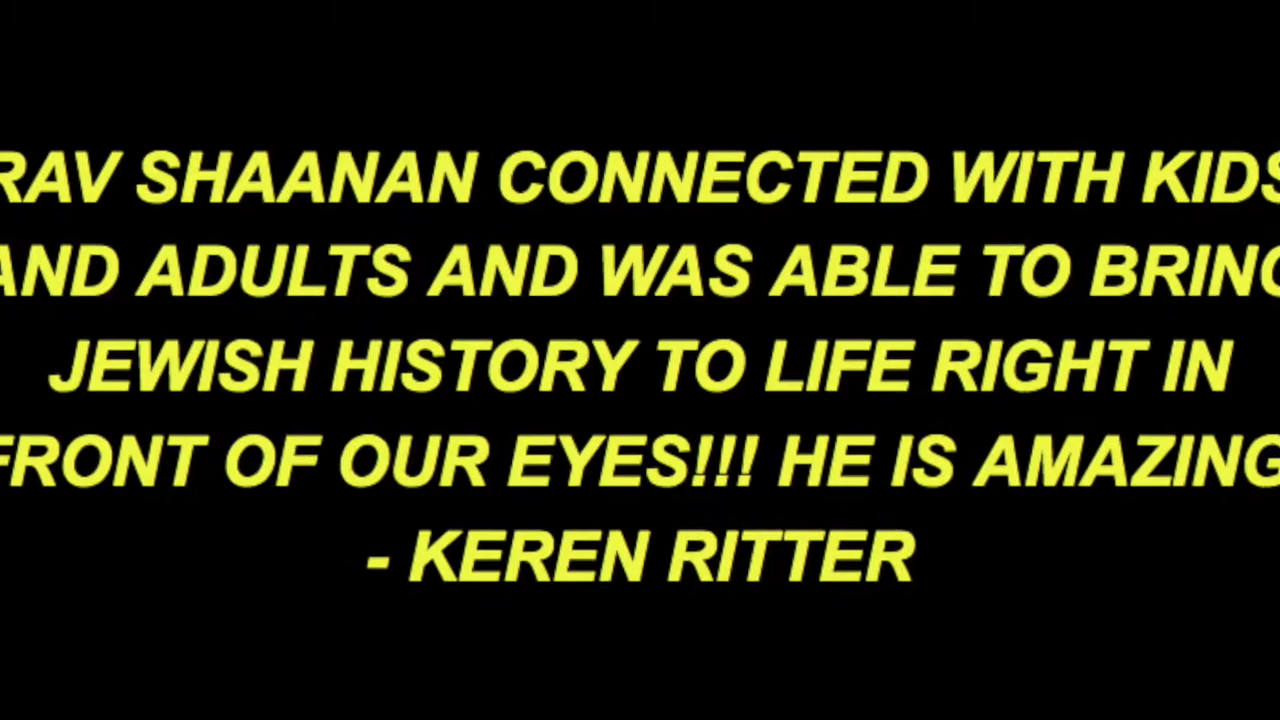 RAV SHAANAN CONNECTED WITH KIDS
AND ADULTS AND WAS ABLE TO BRING
JEWISH HISTORY TO LIFE RIGHT IN
FRONT OF OUR EYES!!! HE IS AMAZING
- KEREN RITTER